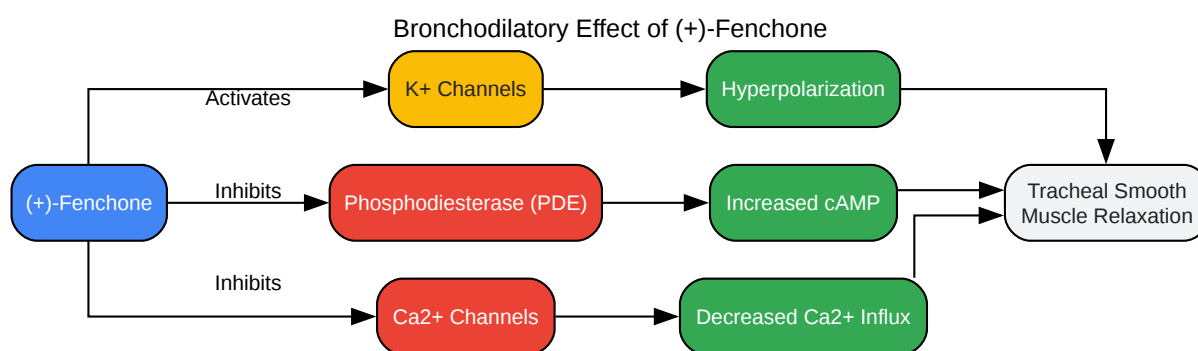 Bronchodilatory Effect of (+)-Fenchone
Activates
K+ Channels
Hyperpolarization
(+)-Fenchone
Inhibits
Phosphodiesterase (PDE)
Increased cAMP
Tracheal Smooth
Muscle Relaxation
Inhibits
Ca2+ Channels
Decreased Ca2+ Influx